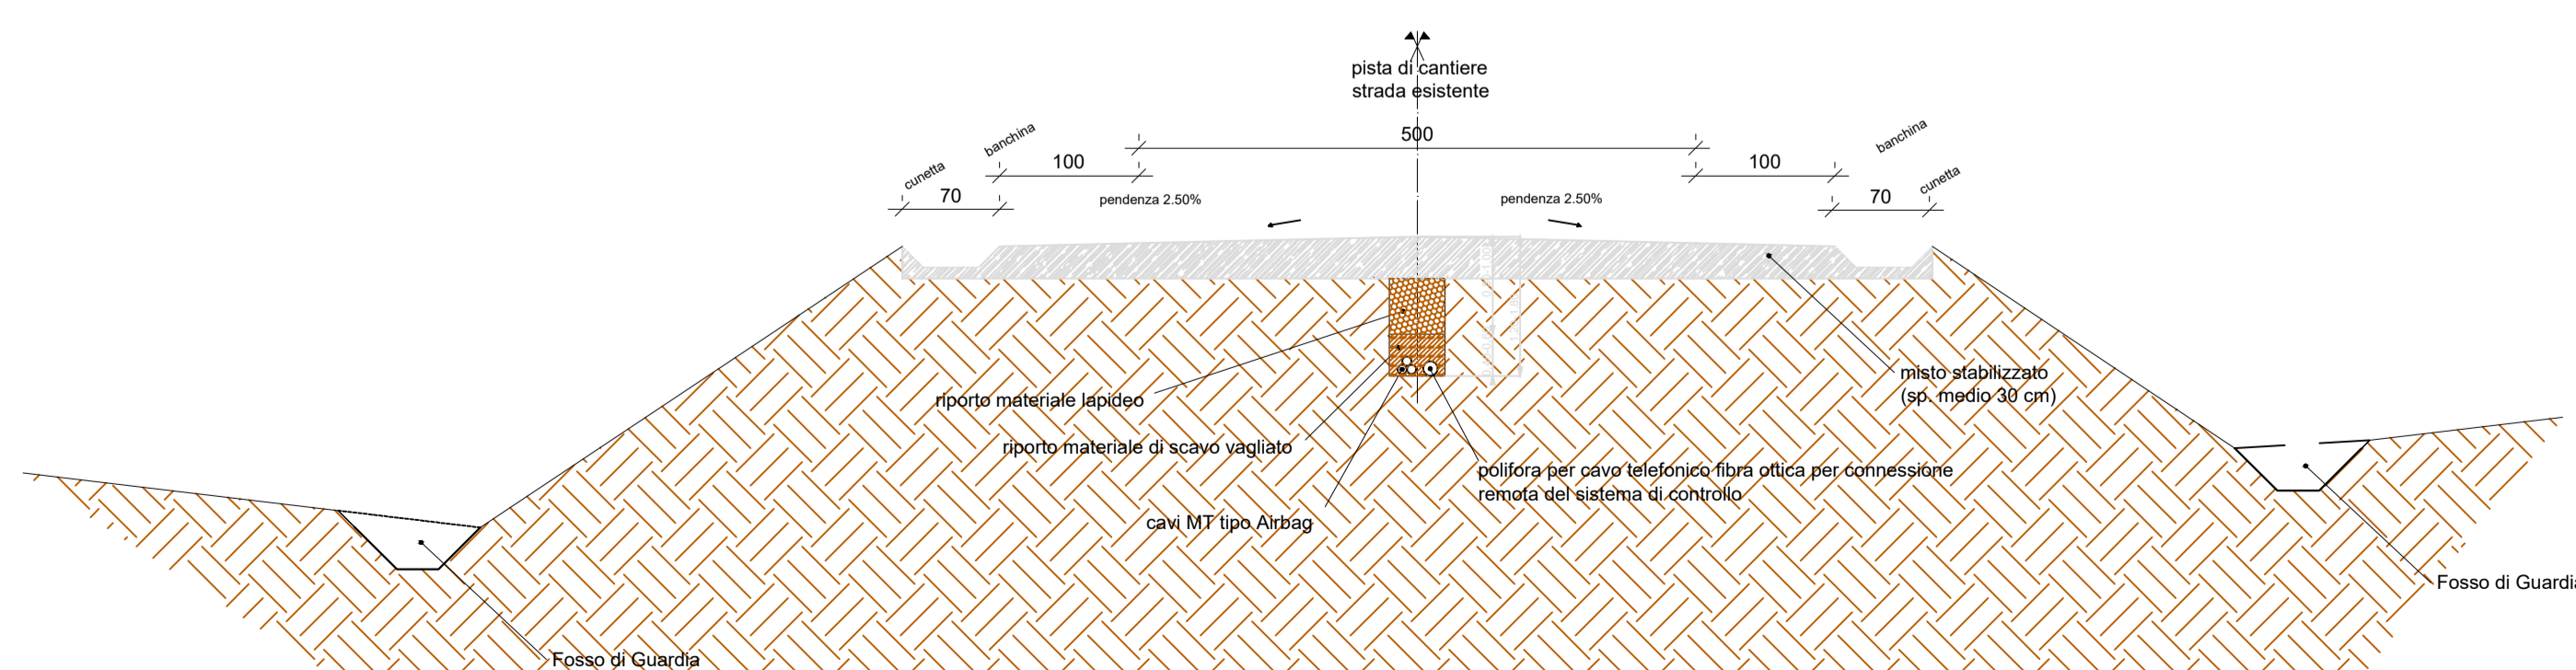 pista di cantiere
strada esistente
500
banchina
banchina
100
100
cunetta
cunetta
70
70
pendenza 2.50%
pendenza 2.50%
misto stabilizzato
(sp. medio 30 cm)
riporto materiale lapideo
riporto materiale di scavo vagliato
polifora per cavo telefonico fibra ottica per connessione
remota del sistema di controllo
cavi MT tipo Airbag
Fosso di Guardia
Fosso di Guardia